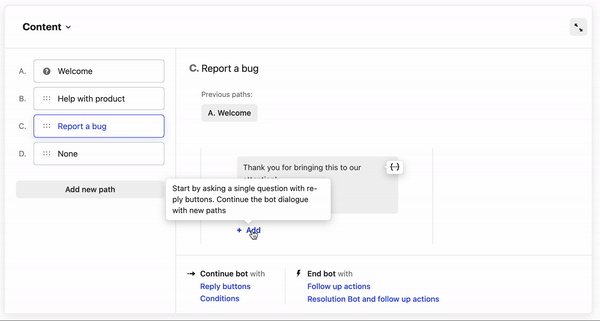 Content
A. Welcome
B. Help with product
C. Report a bug
D. None
Add new path
C. Report a bug
Previous paths:
A. Welcome
Thank you for bringing this to our
Start by asking a single question with re-
ply buttons. Continue the bot dialogue
with new paths
+ Add
Continue bot with
Reply buttons
Conditions
End bot with
Follow up actions
Resolution Bot and follow up actions